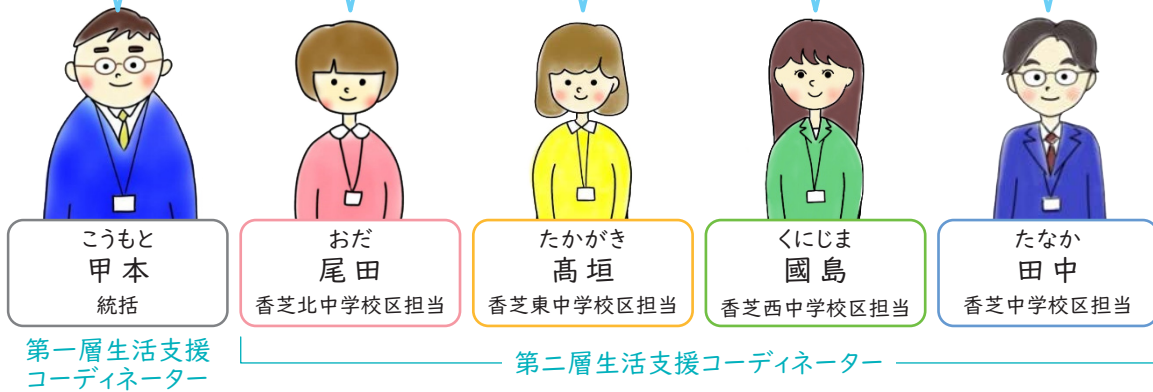 こうもと
甲本
統括
おだ
尾田
香芝北中学校区担当
たかがき
髙垣
香芝東中学校区担当
くにじま
國島
香芝西中学校区担当
たなか
田中
香芝中学校区担当
第一層生活支援
コーディネーター
第二層生活支援コーディネーター